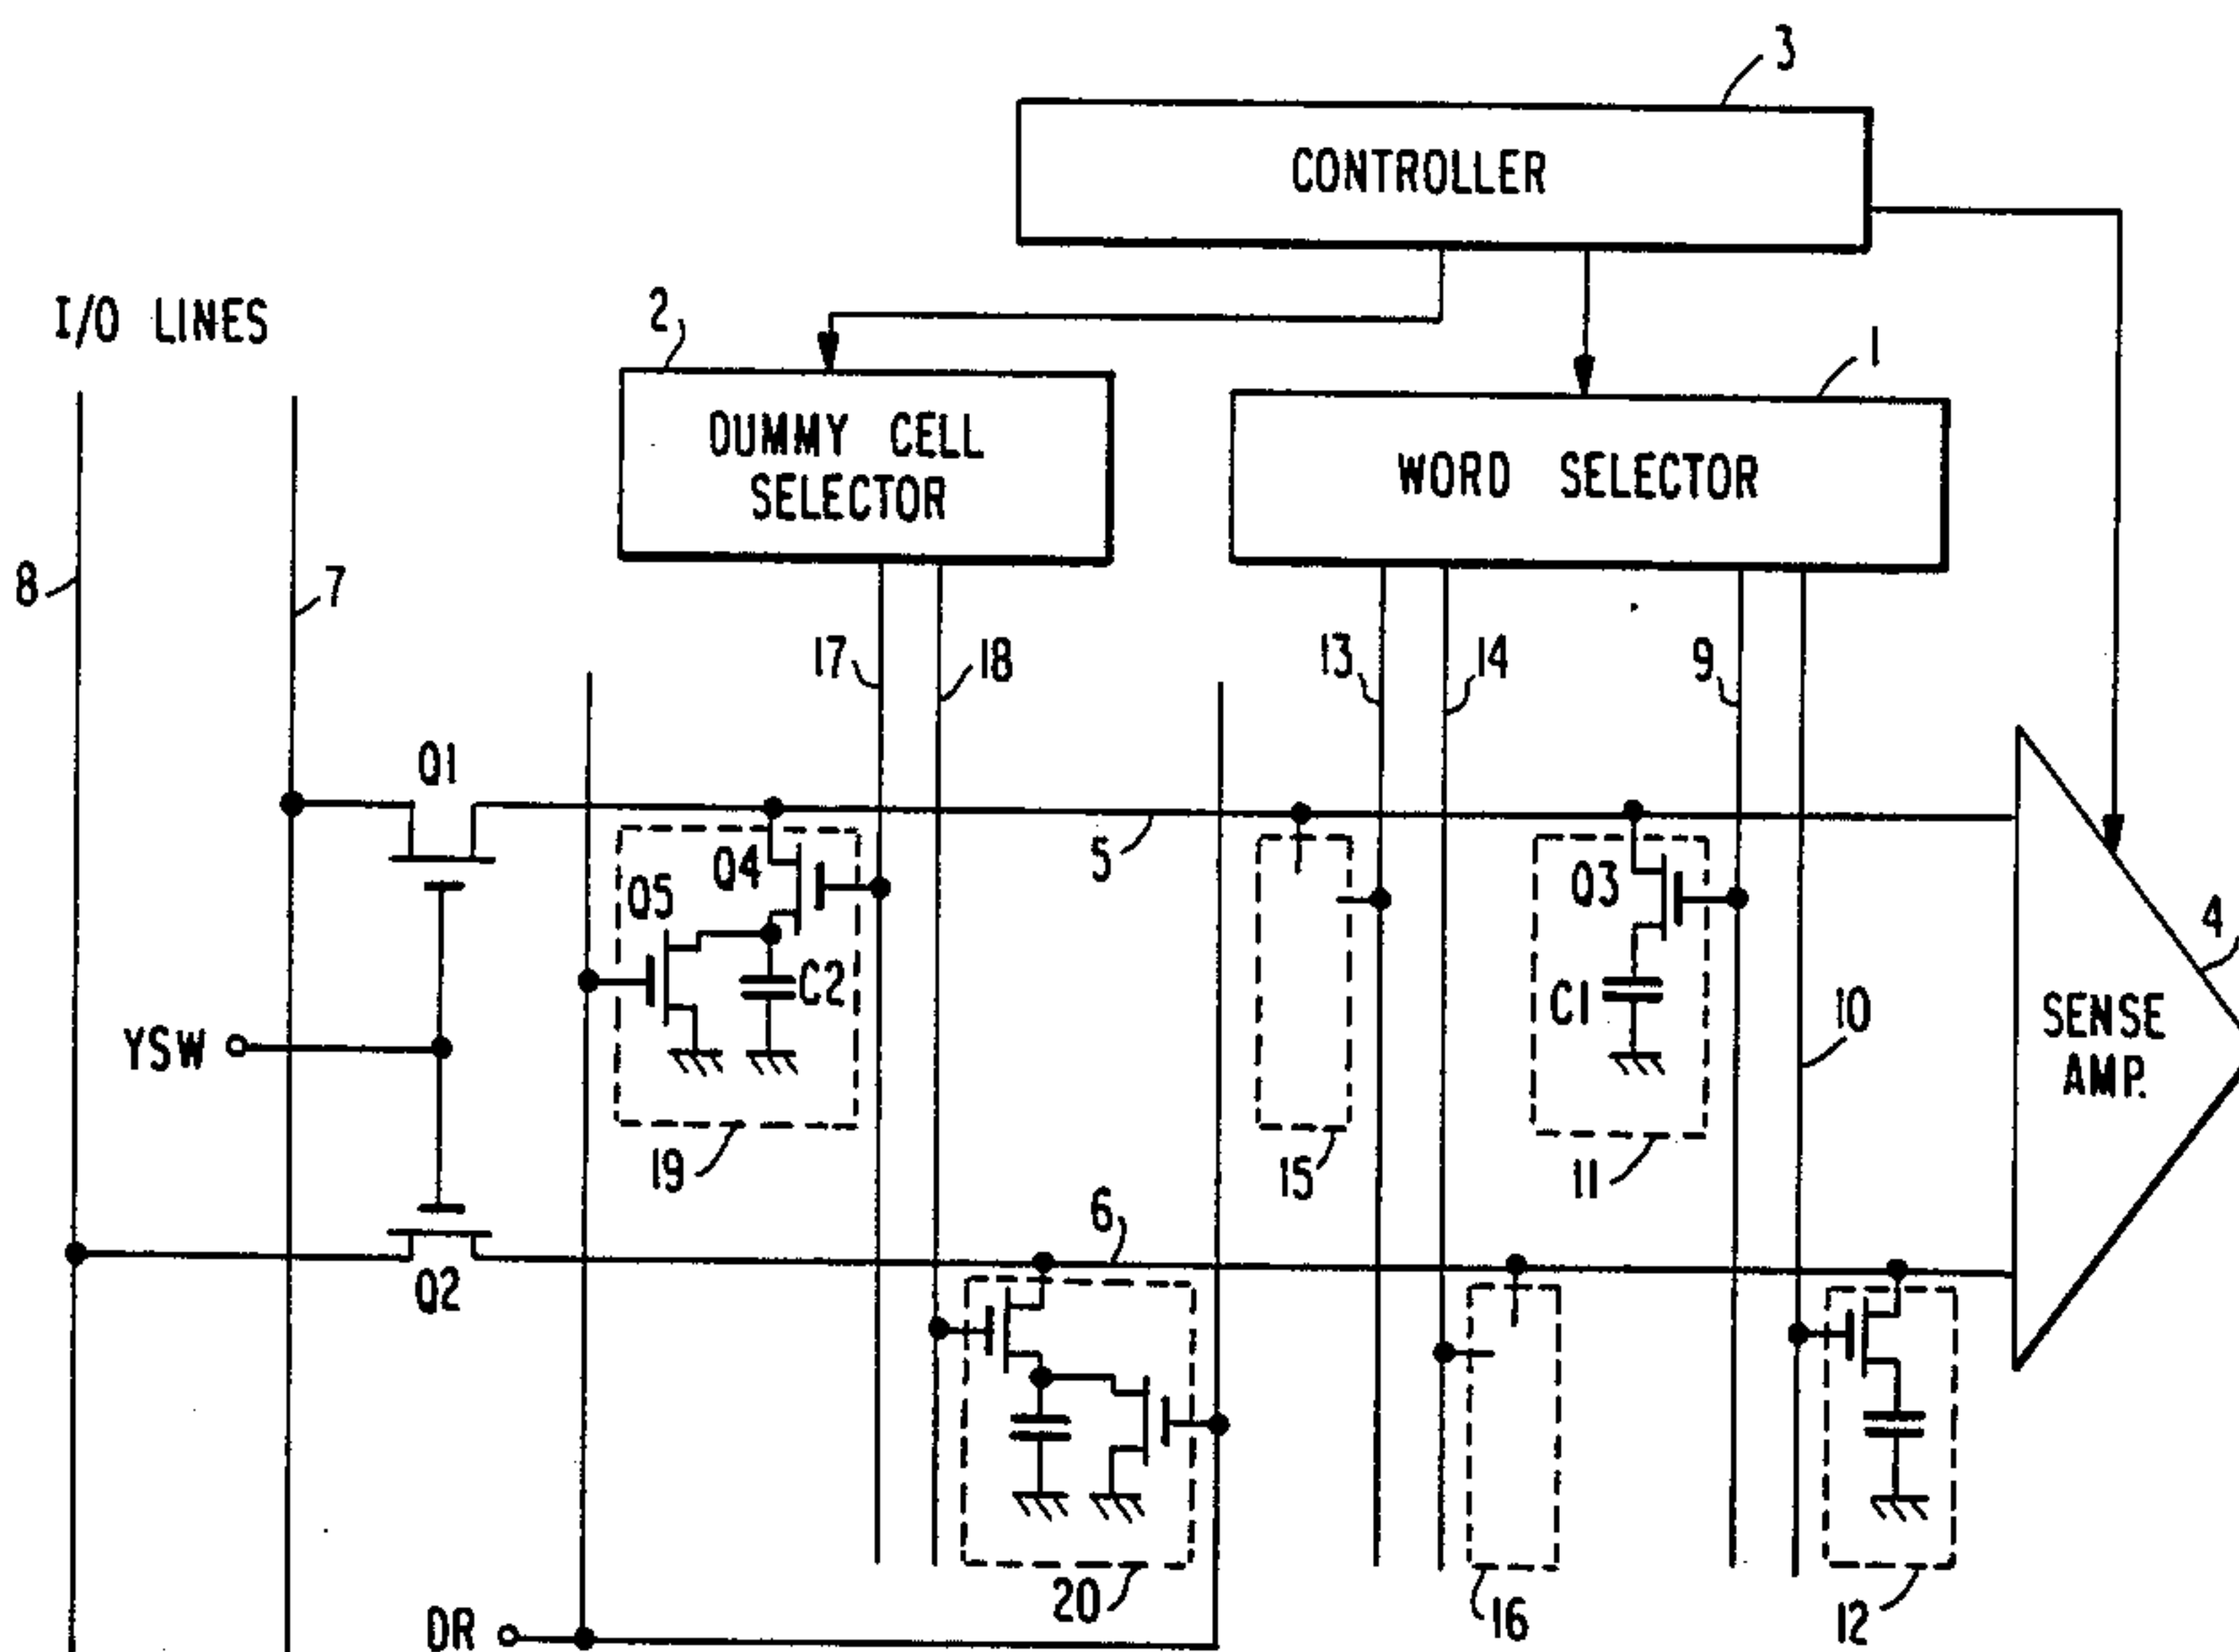 3
CONTROLLER
I/O LINES
2
1
DUMMY CELL
SELECTOR
WORD SELECTOR
8
7
17
18
13
14
9
Q1
5
Q4
Q5
C2
Q3
C1
4
10
SENSE
AMP.
YSW
19
15
11
6
Q2
20
16
12
DR